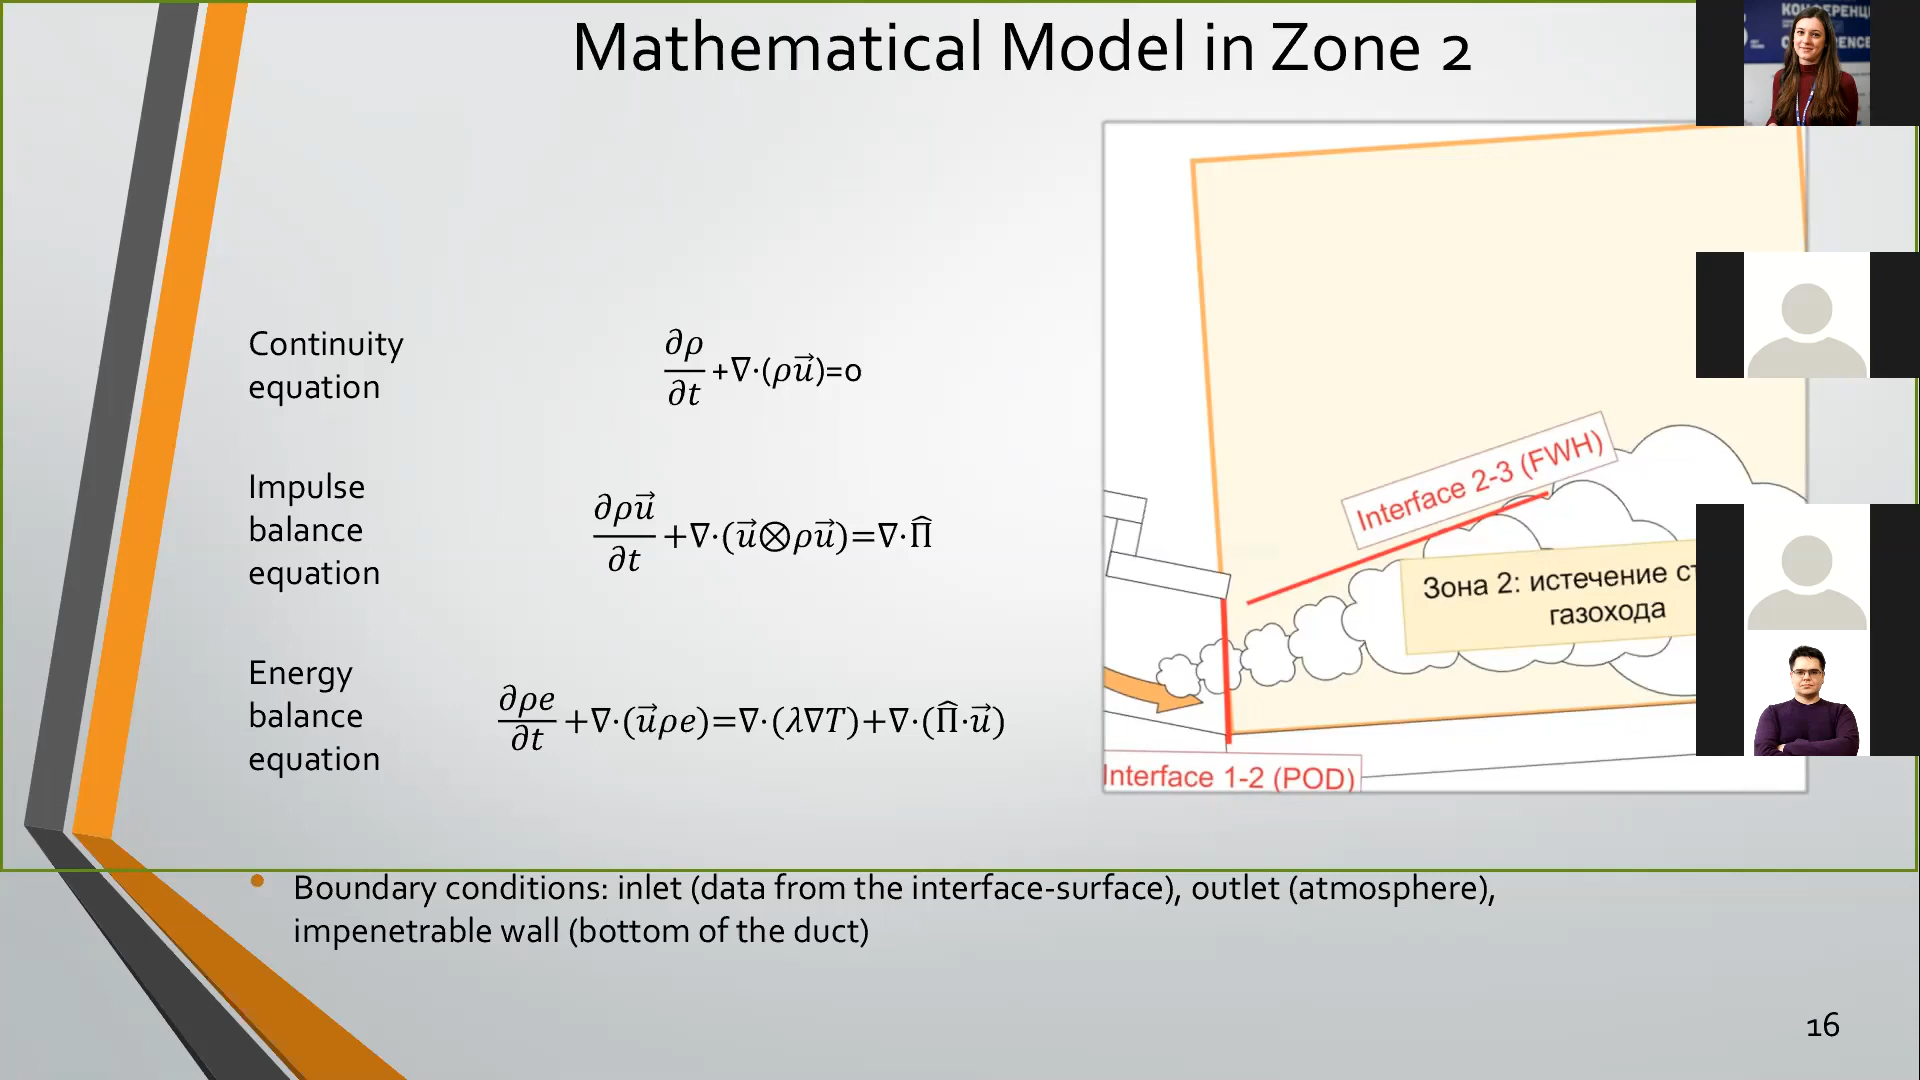 Mathematical Model in Zone 2
Continuity
equation
∂ρ/∂t+∇·(ρu⃗)=0
Impulse
balance
equation
∂ρu⃗/∂t+∇·(u⃗⊗ρu⃗)=∇·Π̂
Energy
balance
equation
∂ρe/∂t+∇·(u⃗ρe)=∇·(λ∇T)+∇·(Π̂·u⃗)
Interface 2-3 (FWH)
Зона 2: истечение
газохода
Interface 1-2 (POD)
• Boundary conditions: inlet (data from the interface-surface), outlet (atmosphere),
impenetrable wall (bottom of the duct)
16